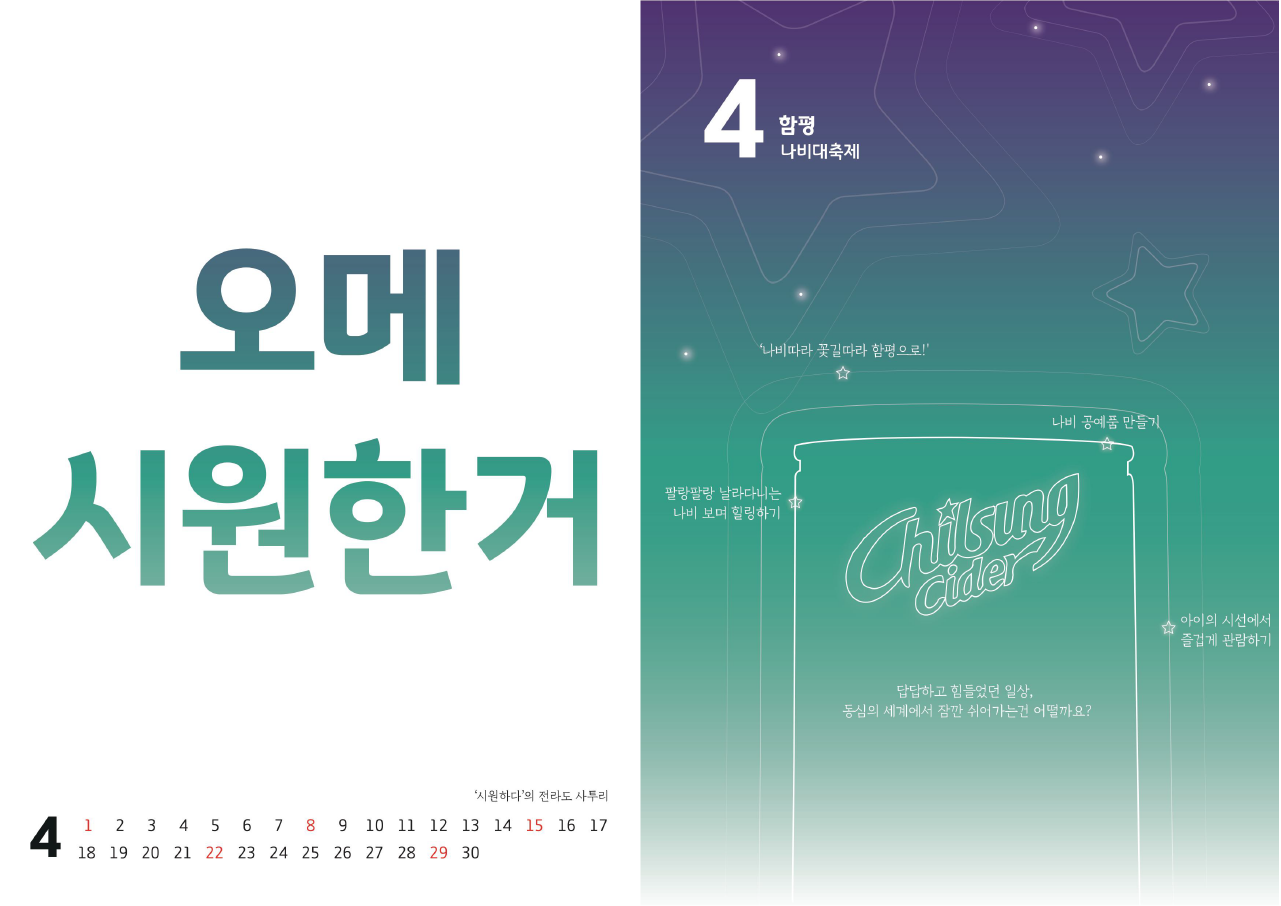 오메
시원한거
'시원하다'의 전라도 사투리
4
1 2 3 4 5 6 7 8 9 10 11 12 13 14 15 16 17
18 19 20 21 22 23 24 25 26 27 28 29 30
4
함평
나비대축제
'나비따라 꽃길따라 함평으로!'
나비 공예품 만들기
팔랑팔랑 날라다니는
나비 보며 힐링하기
Chilsung
Cider
아이의 시선에서
즐겁게 관람하기
답답하고 힘들었던 일상,
동심의 세계에서 잠깐 쉬어가는건 어떨까요?